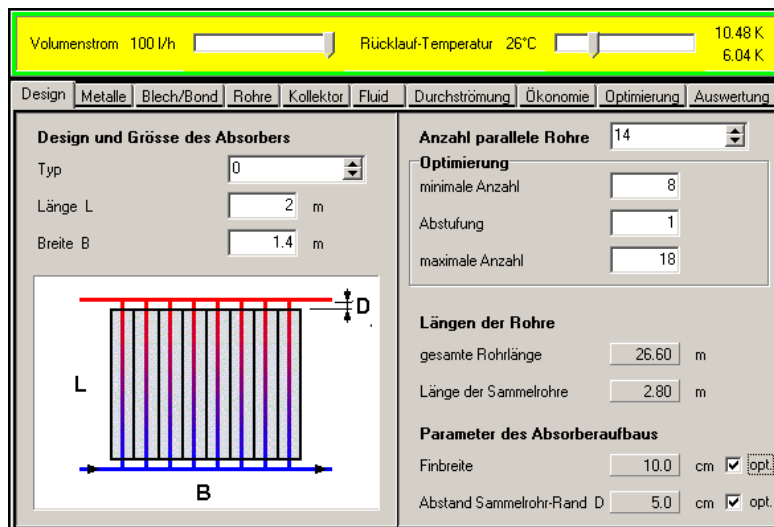 Volumenstrom 100 l/h Rücklauf-Temperatur 26°C 10.48 K
6.04 K
Design Metalle Blech/Bond Rohre Kollektor Fluid Durchströmung Ökonomie Optimierung Auswertung
Design und Grösse des Absorbers
Typ 0
Länge L 2 m
Breite B 1.4 m
D
L
B
Anzahl parallele Rohre 14
Optimierung
minimale Anzahl 8
Abstufung 1
maximale Anzahl 18
Längen der Rohre
gesamte Rohrlänge 26.60 m
Länge der Sammelrohre 2.80 m
Parameter des Absorberaufbaus
Finbreite 10.0 cm opt.
Abstand Sammelrohr-Rand D 5.0 cm opt.